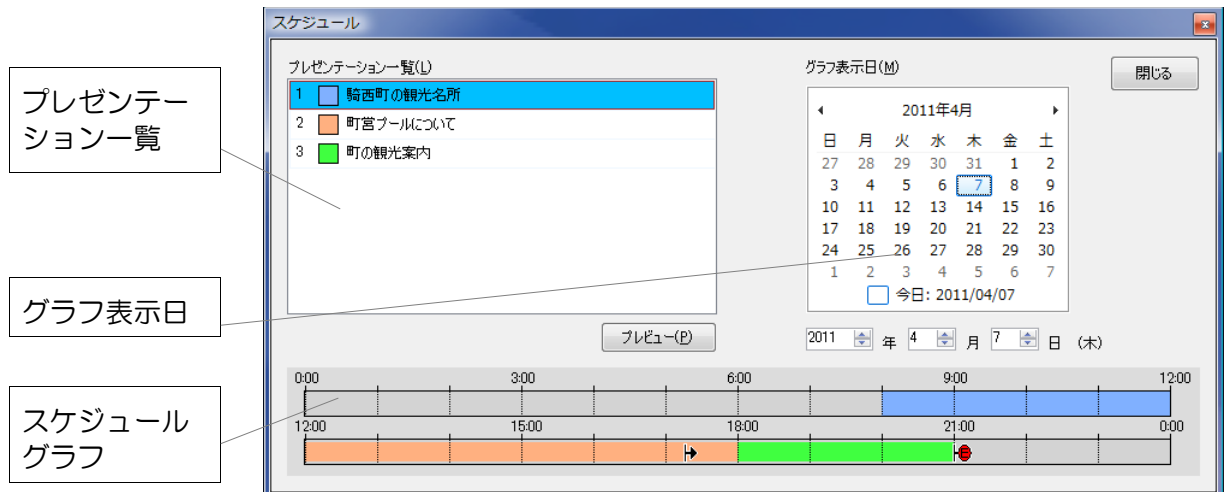 スケジュール
プレゼンテー
ション一覧
グラフ表示日
スケジュール
グラフ
プレゼンテーション一覧(L)
1 騎西町の観光名所
2 町営プールについて
3 町の観光案内
プレビュー(P)
グラフ表示日(M)
閉じる
2011年4月
日 月 火 水 木 金 土
27 28 29 30 31 1 2
3 4 5 6 7 8 9
10 11 12 13 14 15 16
17 18 19 20 21 22 23
24 25 26 27 28 29 30
1 2 3 4 5 6 7
今日: 2011/04/07
2011 年 4 月 7 日 (木)
0:00 3:00 6:00 9:00 12:00
12:00 15:00 18:00 21:00 0:00